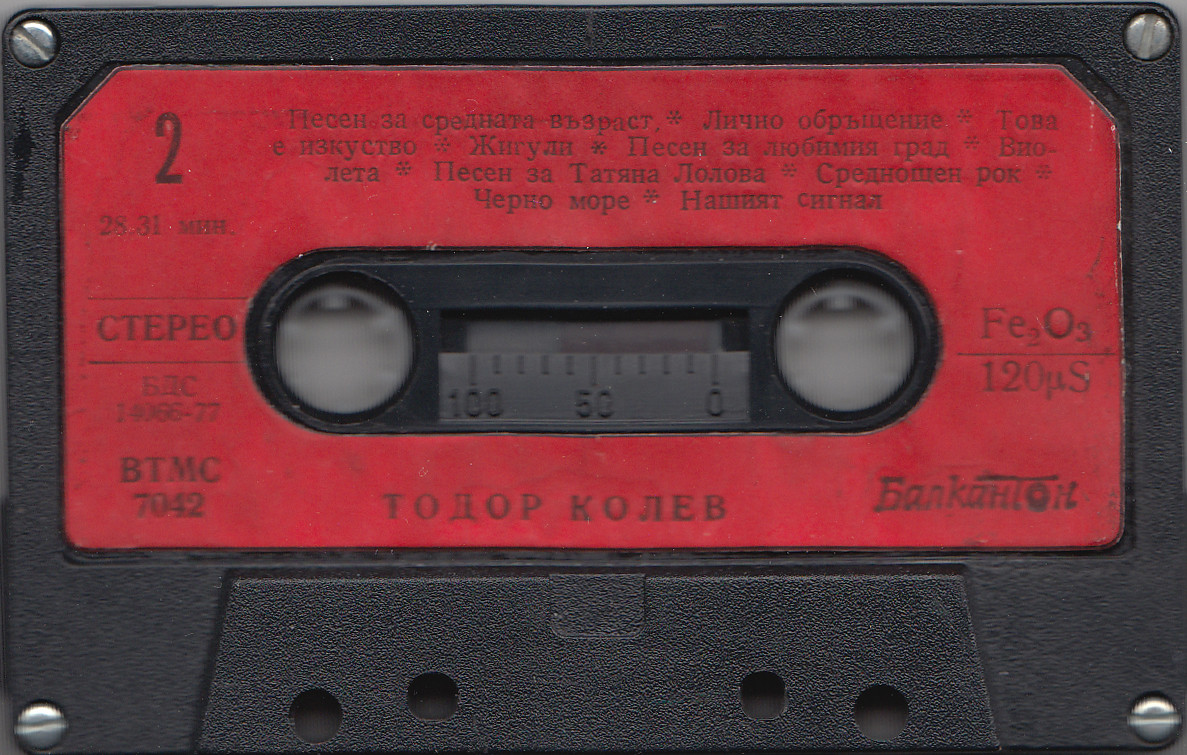 2
Песен за средната възраст, * Лично обръщение * Това
е изкуство * Жигули * Песен за любимия град * Вио-
лета * Песен за Татяна Лолова * Среднощен рок *
Черно море * Нашият сигнал
28.31 мин.
СТЕРЕО
БДС
14066-77
ВТМС
7042
100 50 0
Fe₂O₃
120µS
ТОДОР КОЛЕВ
Балкантон